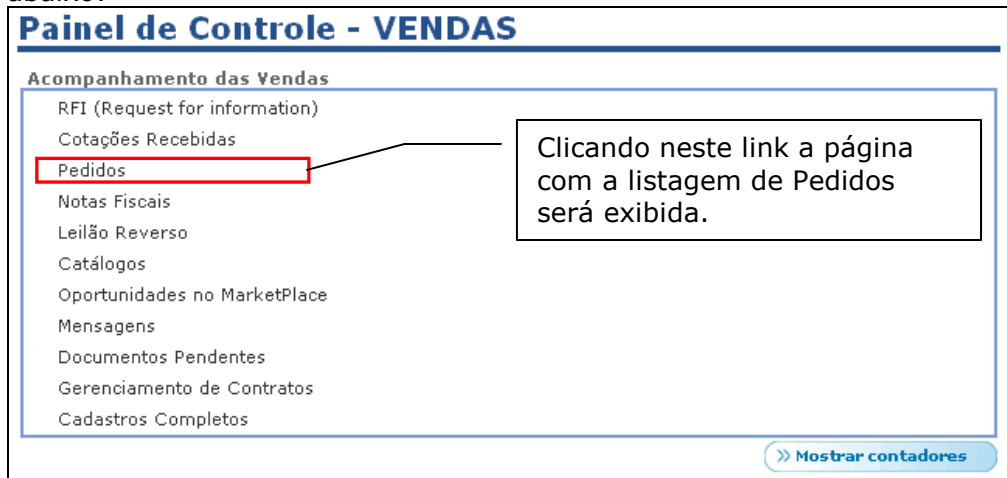 abaixo:
Painel de Controle - VENDAS
Acompanhamento das Vendas
RFI (Request for information)
Cotações Recebidas
Pedidos
Clicando neste link a página
com a listagem de Pedidos
será exibida.
Notas Fiscais
Leilão Reverso
Catálogos
Oportunidades no MarketPlace
Mensagens
Documentos Pendentes
Gerenciamento de Contratos
Cadastros Completos
» Mostrar contadores